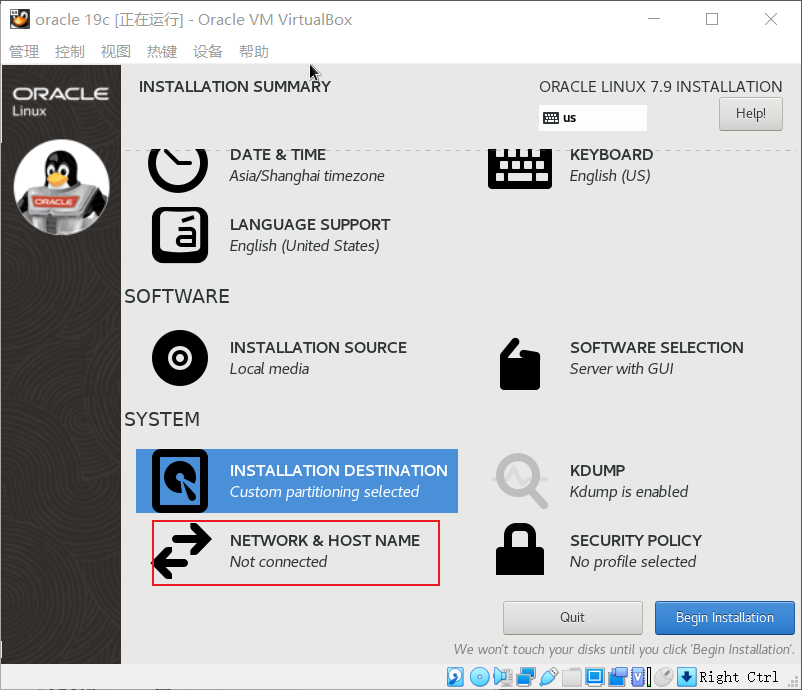 oracle 19c [正在运行] - Oracle VM VirtualBox
管理 控制 视图 热键 设备 帮助
ORACLE
Linux
ORACLE
INSTALLATION SUMMARY
ORACLE LINUX 7.9 INSTALLATION
us
Help!
DATE & TIME
Asia/Shanghai timezone
KEYBOARD
English (US)
LANGUAGE SUPPORT
English (United States)
SOFTWARE
INSTALLATION SOURCE
Local media
SOFTWARE SELECTION
Server with GUI
SYSTEM
INSTALLATION DESTINATION
Custom partitioning selected
KDUMP
Kdump is enabled
NETWORK & HOST NAME
Not connected
SECURITY POLICY
No profile selected
Quit
Begin Installation
We won't touch your disks until you click 'Begin Installation'.
Right Ctrl